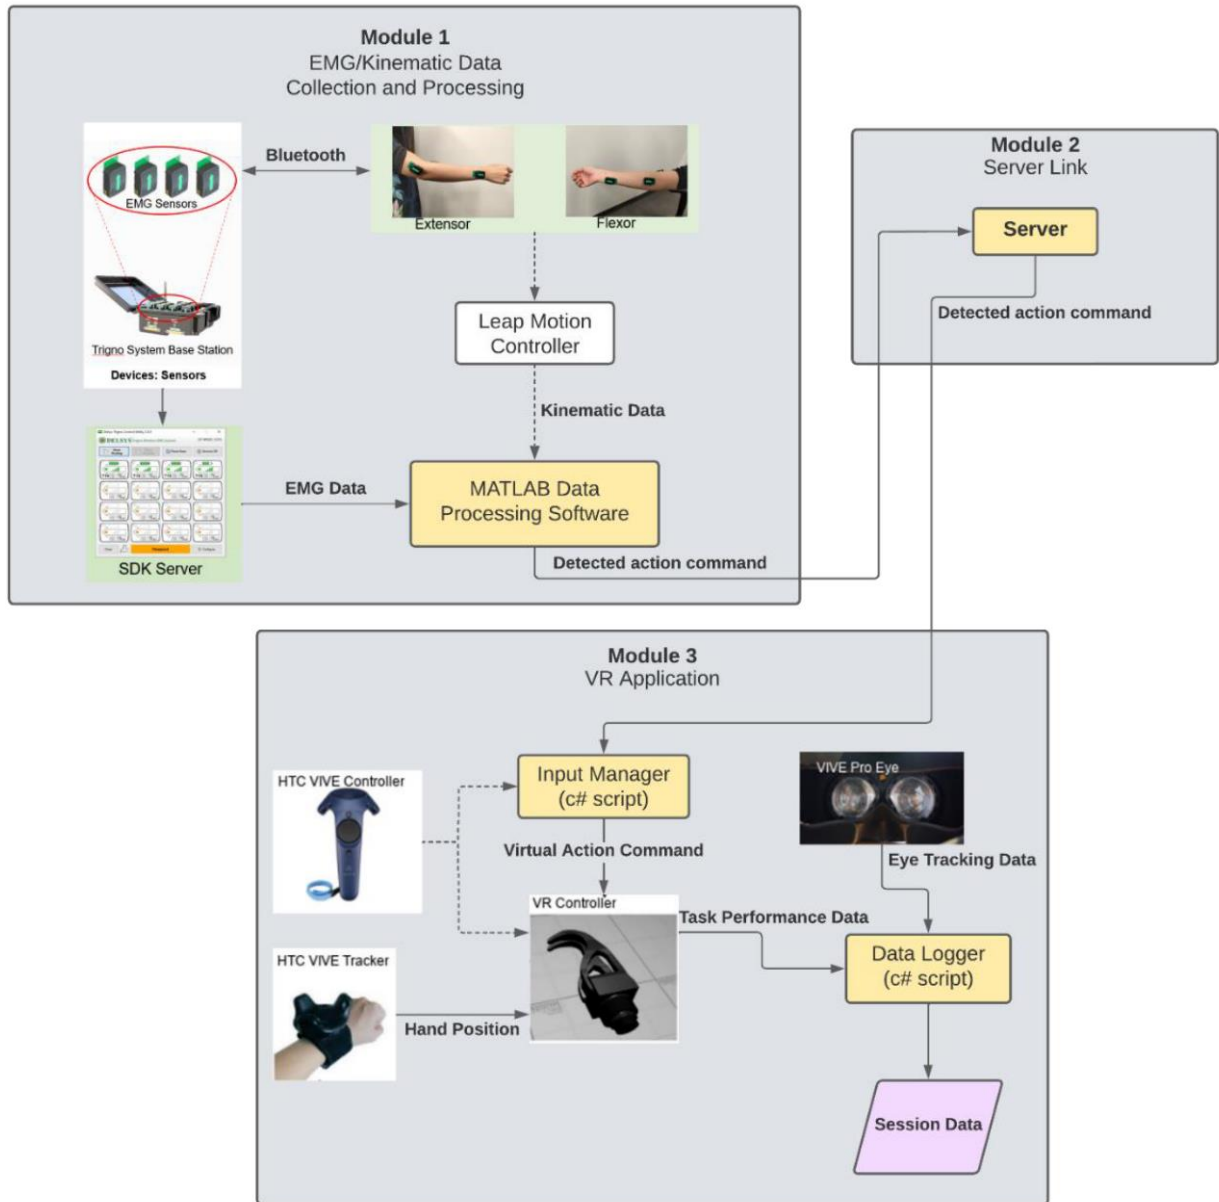 Module 1
EMG/Kinematic Data
Collection and Processing
Bluetooth
EMG Sensors
Extensor
Flexor
Trigno System Base Station
Devices: Sensors
Leap Motion
Controller
Kinematic Data
SDK Server
EMG Data
MATLAB Data
Processing Software
Detected action command
Module 2
Server Link
Server
Detected action command
Module 3
VR Application
HTC VIVE Controller
Input Manager
(c# script)
VIVE Pro Eye
Virtual Action Command
Eye Tracking Data
VR Controller
Task Performance Data
HTC VIVE Tracker
Data Logger
(c# script)
Hand Position
Session Data